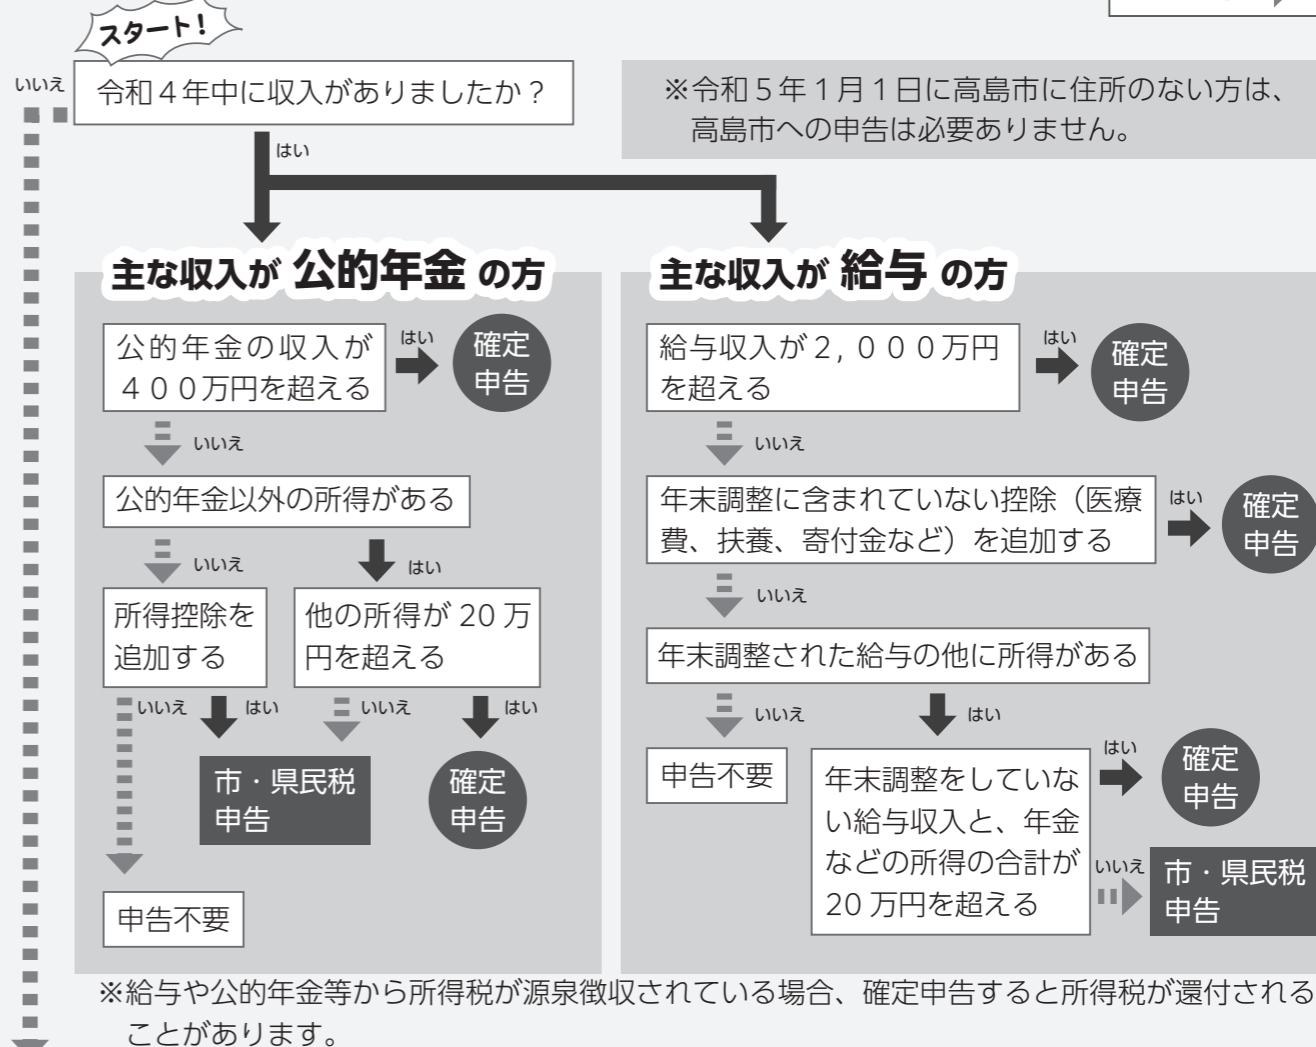 スタート!
いいえ
令和4年中に収入がありましたか?
※令和5年1月1日に高島市に住所のない方は、
高島市への申告は必要ありません。
はい
主な収入が 公的年金 の方
公的年金の収入が
400万円を超える
はい
確定
申告
いいえ
公的年金以外の所得がある
いいえ
はい
所得控除を
追加する
他の所得が 20 万
円を超える
いいえ
はい
いいえ
はい
市・県民税
申告
確定
申告
申告不要
主な収入が 給与 の方
給与収入が2,000万円
を超える
はい
確定
申告
いいえ
年末調整に含まれていない控除(医療
費、扶養、寄付金など)を追加する
はい
確定
申告
いいえ
年末調整された給与の他に所得がある
いいえ
はい
申告不要
年末調整をしていな
い給与収入と、年金
などの所得の合計が
20 万円を超える
はい
確定
申告
いいえ
市・県民税
申告
※給与や公的年金等から所得税が源泉徴収されている場合、確定申告すると所得税が還付される
ことがあります。